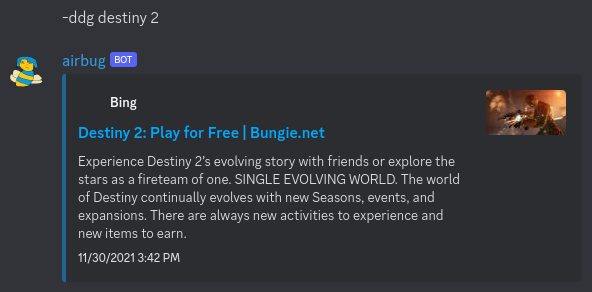 -ddg destiny 2
airbug BOT
Bing
Destiny 2: Play for Free | Bungie.net
Experience Destiny 2's evolving story with friends or explore the
stars as a fireteam of one. SINGLE EVOLVING WORLD. The world
of Destiny continually evolves with new Seasons, events, and
expansions. There are always new activities to experience and
new items to earn.
11/30/2021 3:42 PM